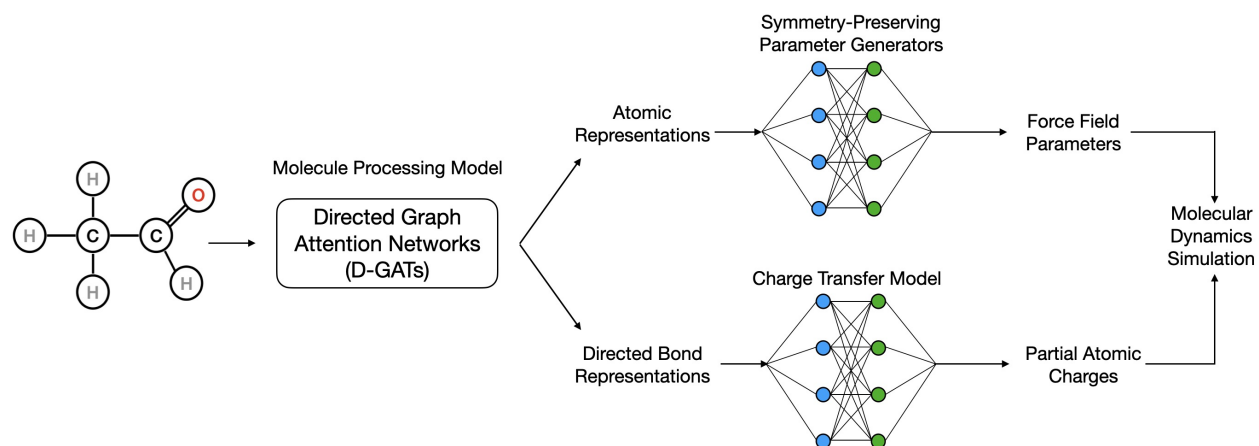 H
H
C
C
O
H
H
Molecule Processing Model
Directed Graph
Attention Networks
(D-GATs)
Atomic
Representations
Symmetry-Preserving
Parameter Generators
Force Field
Parameters
Directed Bond
Representations
Charge Transfer Model
Partial Atomic
Charges
Molecular
Dynamics
Simulation